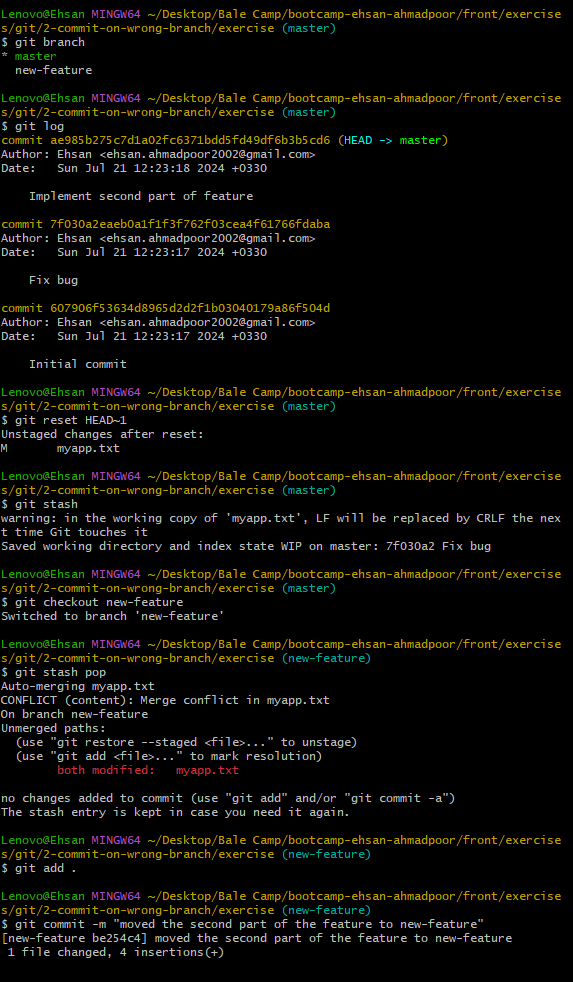 Lenovo@Ehsan MINGW64 ~/Desktop/Bale Camp/bootcamp-ehsan-ahmadpoor/front/exercise
s/git/2-commit-on-wrong-branch/exercise (master)
$ git branch
* master
  new-feature

Lenovo@Ehsan MINGW64 ~/Desktop/Bale Camp/bootcamp-ehsan-ahmadpoor/front/exercise
s/git/2-commit-on-wrong-branch/exercise (master)
$ git log
commit ae985b275c7d1a02fc6371bdd5fd49df6b3b5cd6 (HEAD -> master)
Author: Ehsan <ehsan.ahmadpoor2002@gmail.com>
Date:   Sun Jul 21 12:23:18 2024 +0330

    Implement second part of feature

commit 7f030a2eaeb0a1f1f3f762f03cea4f61766fdaba
Author: Ehsan <ehsan.ahmadpoor2002@gmail.com>
Date:   Sun Jul 21 12:23:17 2024 +0330

    Fix bug

commit 607906f53634d8965d2d2f1b03040179a86f504d
Author: Ehsan <ehsan.ahmadpoor2002@gmail.com>
Date:   Sun Jul 21 12:23:17 2024 +0330

    Initial commit

Lenovo@Ehsan MINGW64 ~/Desktop/Bale Camp/bootcamp-ehsan-ahmadpoor/front/exercise
s/git/2-commit-on-wrong-branch/exercise (master)
$ git reset HEAD~1
Unstaged changes after reset:
M       myapp.txt

Lenovo@Ehsan MINGW64 ~/Desktop/Bale Camp/bootcamp-ehsan-ahmadpoor/front/exercise
s/git/2-commit-on-wrong-branch/exercise (master)
$ git stash
warning: in the working copy of 'myapp.txt', LF will be replaced by CRLF the nex
t time Git touches it
Saved working directory and index state WIP on master: 7f030a2 Fix bug

Lenovo@Ehsan MINGW64 ~/Desktop/Bale Camp/bootcamp-ehsan-ahmadpoor/front/exercise
s/git/2-commit-on-wrong-branch/exercise (master)
$ git checkout new-feature
Switched to branch 'new-feature'

Lenovo@Ehsan MINGW64 ~/Desktop/Bale Camp/bootcamp-ehsan-ahmadpoor/front/exercise
s/git/2-commit-on-wrong-branch/exercise (new-feature)
$ git stash pop
Auto-merging myapp.txt
CONFLICT (content): Merge conflict in myapp.txt
On branch new-feature
Unmerged paths:
  (use "git restore --staged <file>..." to unstage)
  (use "git add <file>..." to mark resolution)
        both modified:   myapp.txt

no changes added to commit (use "git add" and/or "git commit -a")
The stash entry is kept in case you need it again.

Lenovo@Ehsan MINGW64 ~/Desktop/Bale Camp/bootcamp-ehsan-ahmadpoor/front/exercise
s/git/2-commit-on-wrong-branch/exercise (new-feature)
$ git add .

Lenovo@Ehsan MINGW64 ~/Desktop/Bale Camp/bootcamp-ehsan-ahmadpoor/front/exercise
s/git/2-commit-on-wrong-branch/exercise (new-feature)
$ git commit -m "moved the second part of the feature to new-feature"
[new-feature be254c4] moved the second part of the feature to new-feature
 1 file changed, 4 insertions(+)